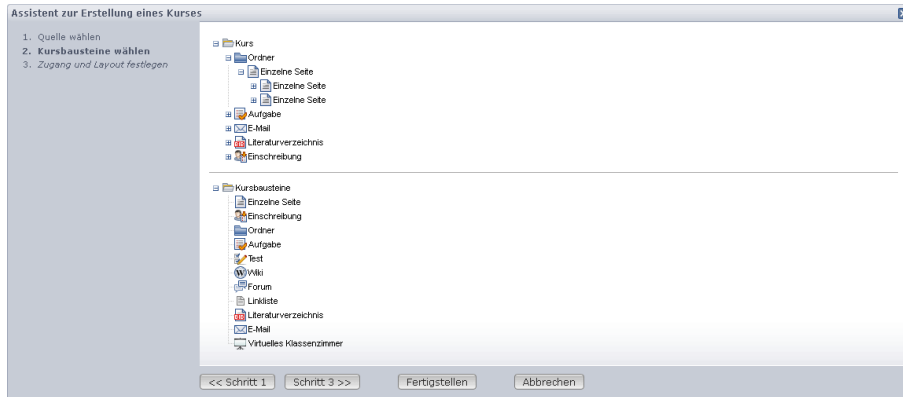 Assistent zur Erstellung eines Kurses
1. Quelle wählen
2. Kursbausteine wählen
3. Zugang und Layout festlegen
Kurs
Ordner
Einzelne Seite
Einzelne Seite
Einzelne Seite
Aufgabe
E-Mail
Literaturverzeichnis
Einschreibung
Kursbausteine
Einzelne Seite
Einschreibung
Ordner
Aufgabe
Test
Wiki
Forum
Linkliste
Literaturverzeichnis
E-Mail
Virtuelles Klassenzimmer
<< Schritt 1 Schritt 3 >> Fertigstellen Abbrechen